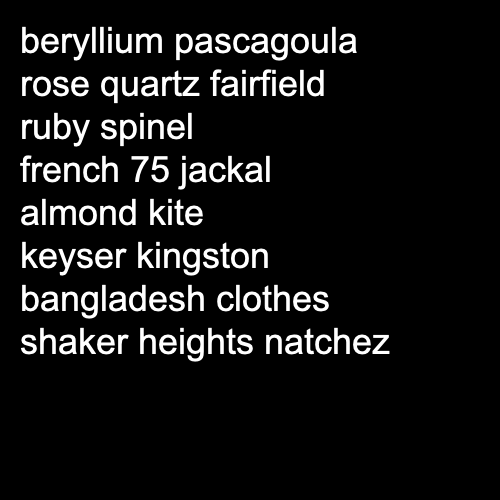 beryllium pascagoula
rose quartz fairfield
ruby spinel
french 75 jackal
almond kite
keyser kingston
bangladesh clothes
shaker heights natchez